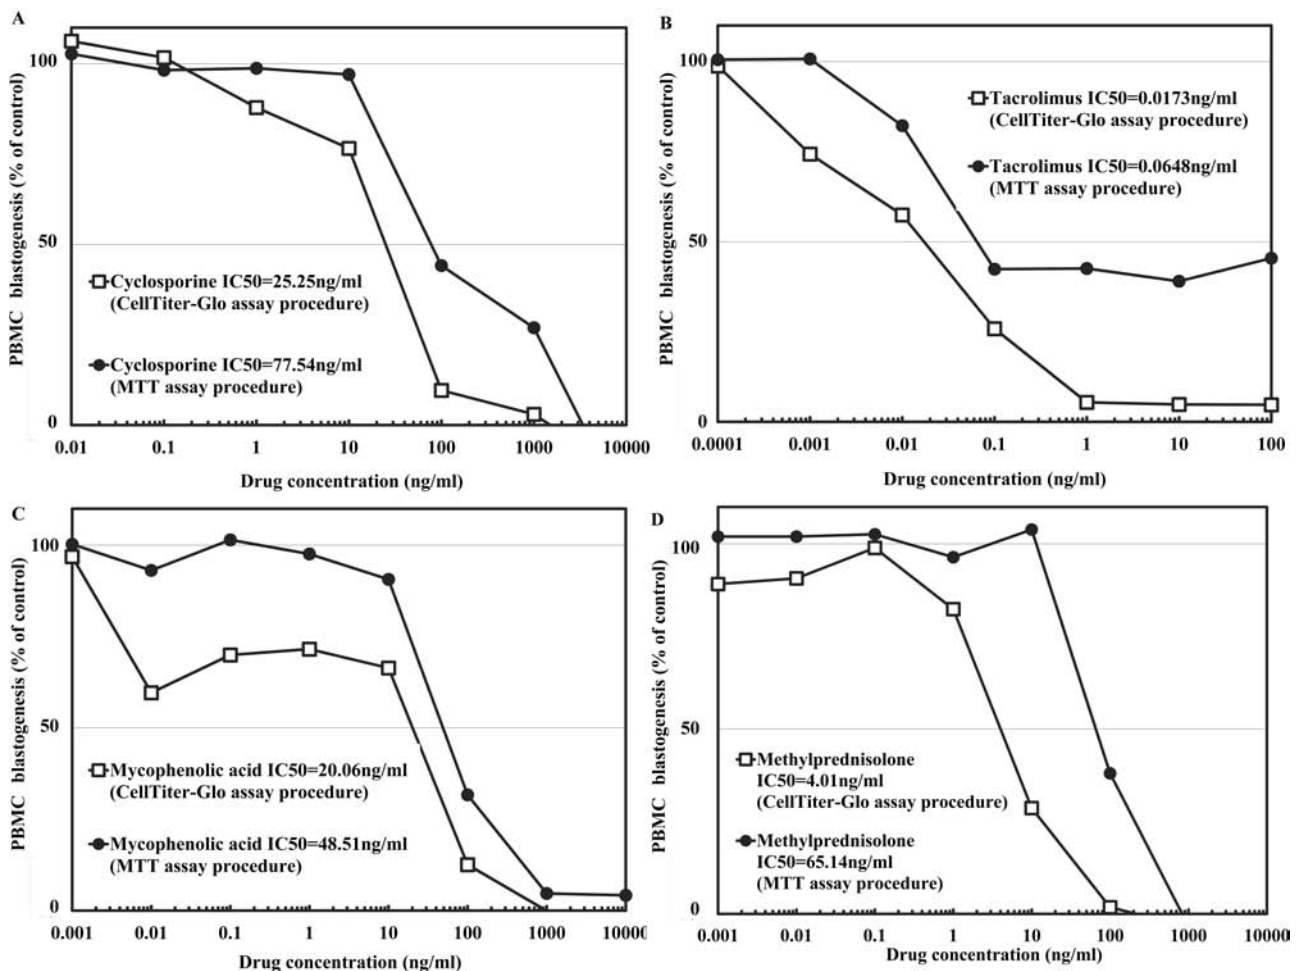 A
PBMC blastogenesis (% of control)
100
50
0
Cyclosporine IC50=25.25ng/ml
(CellTiter-Glo assay procedure)
Cyclosporine IC50=77.54ng/ml
(MTT assay procedure)
0.01 0.1 1 10 100 1000 10000
Drug concentration (ng/ml)
B
PBMC blastogenesis (% of control)
100
50
0
Tacrolimus IC50=0.0173ng/ml
(CellTiter-Glo assay procedure)
Tacrolimus IC50=0.0648ng/ml
(MTT assay procedure)
0.0001 0.001 0.01 0.1 1 10 100
Drug concentration (ng/ml)
C
PBMC blastogenesis (% of control)
100
50
0
Mycophenolic acid IC50=20.06ng/ml
(CellTiter-Glo assay procedure)
Mycophenolic acid IC50=48.51ng/ml
(MTT assay procedure)
0.001 0.01 0.1 1 10 100 1000 10000
Drug concentration (ng/ml)
D
PBMC blastogenesis (% of control)
100
50
0
Methylprednisolone
IC50=4.01ng/ml
(CellTiter-Glo assay procedure)
Methylprednisolone
IC50=65.14ng/ml
(MTT assay procedure)
0.001 0.01 0.1 1 10 100 1000 10000
Drug concentration (ng/ml)